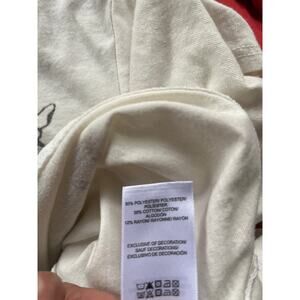 50% POLYESTER/ POLYESTER/
POLIÉSTER
38% COTTON/ COTON/
ALGODÓN
12% RAYON/ RAYONNE/ RAYÓN
EXCLUSIVE OF DECORATION/
SAUF DÉCORATIONS/
EXCLUSIVO DE DECORACIÓN